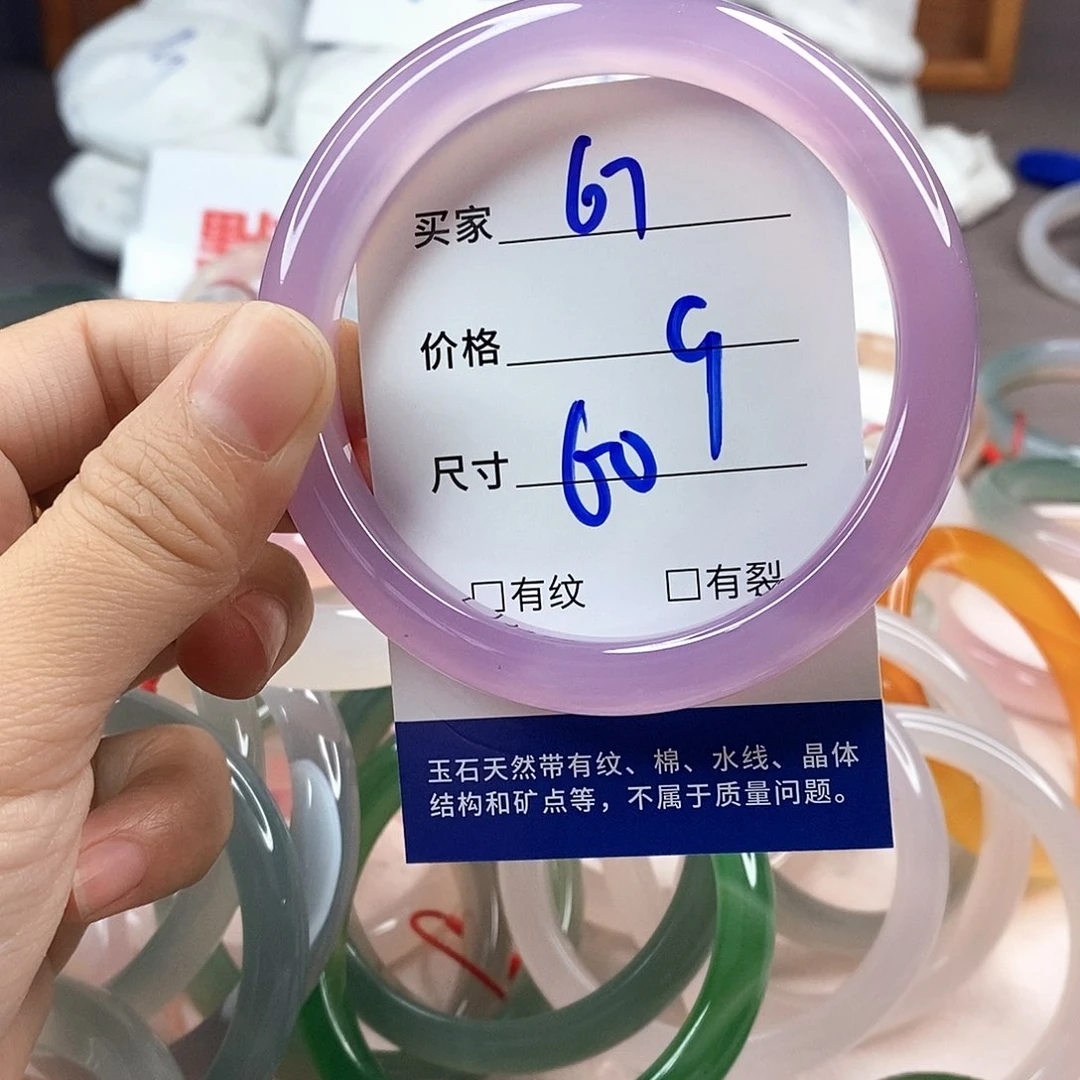 买家 67
价格 9
尺寸 60
□有纹 □有裂
玉石天然带有纹、棉、水线、晶体
结构和矿点等，不属于质量问题。